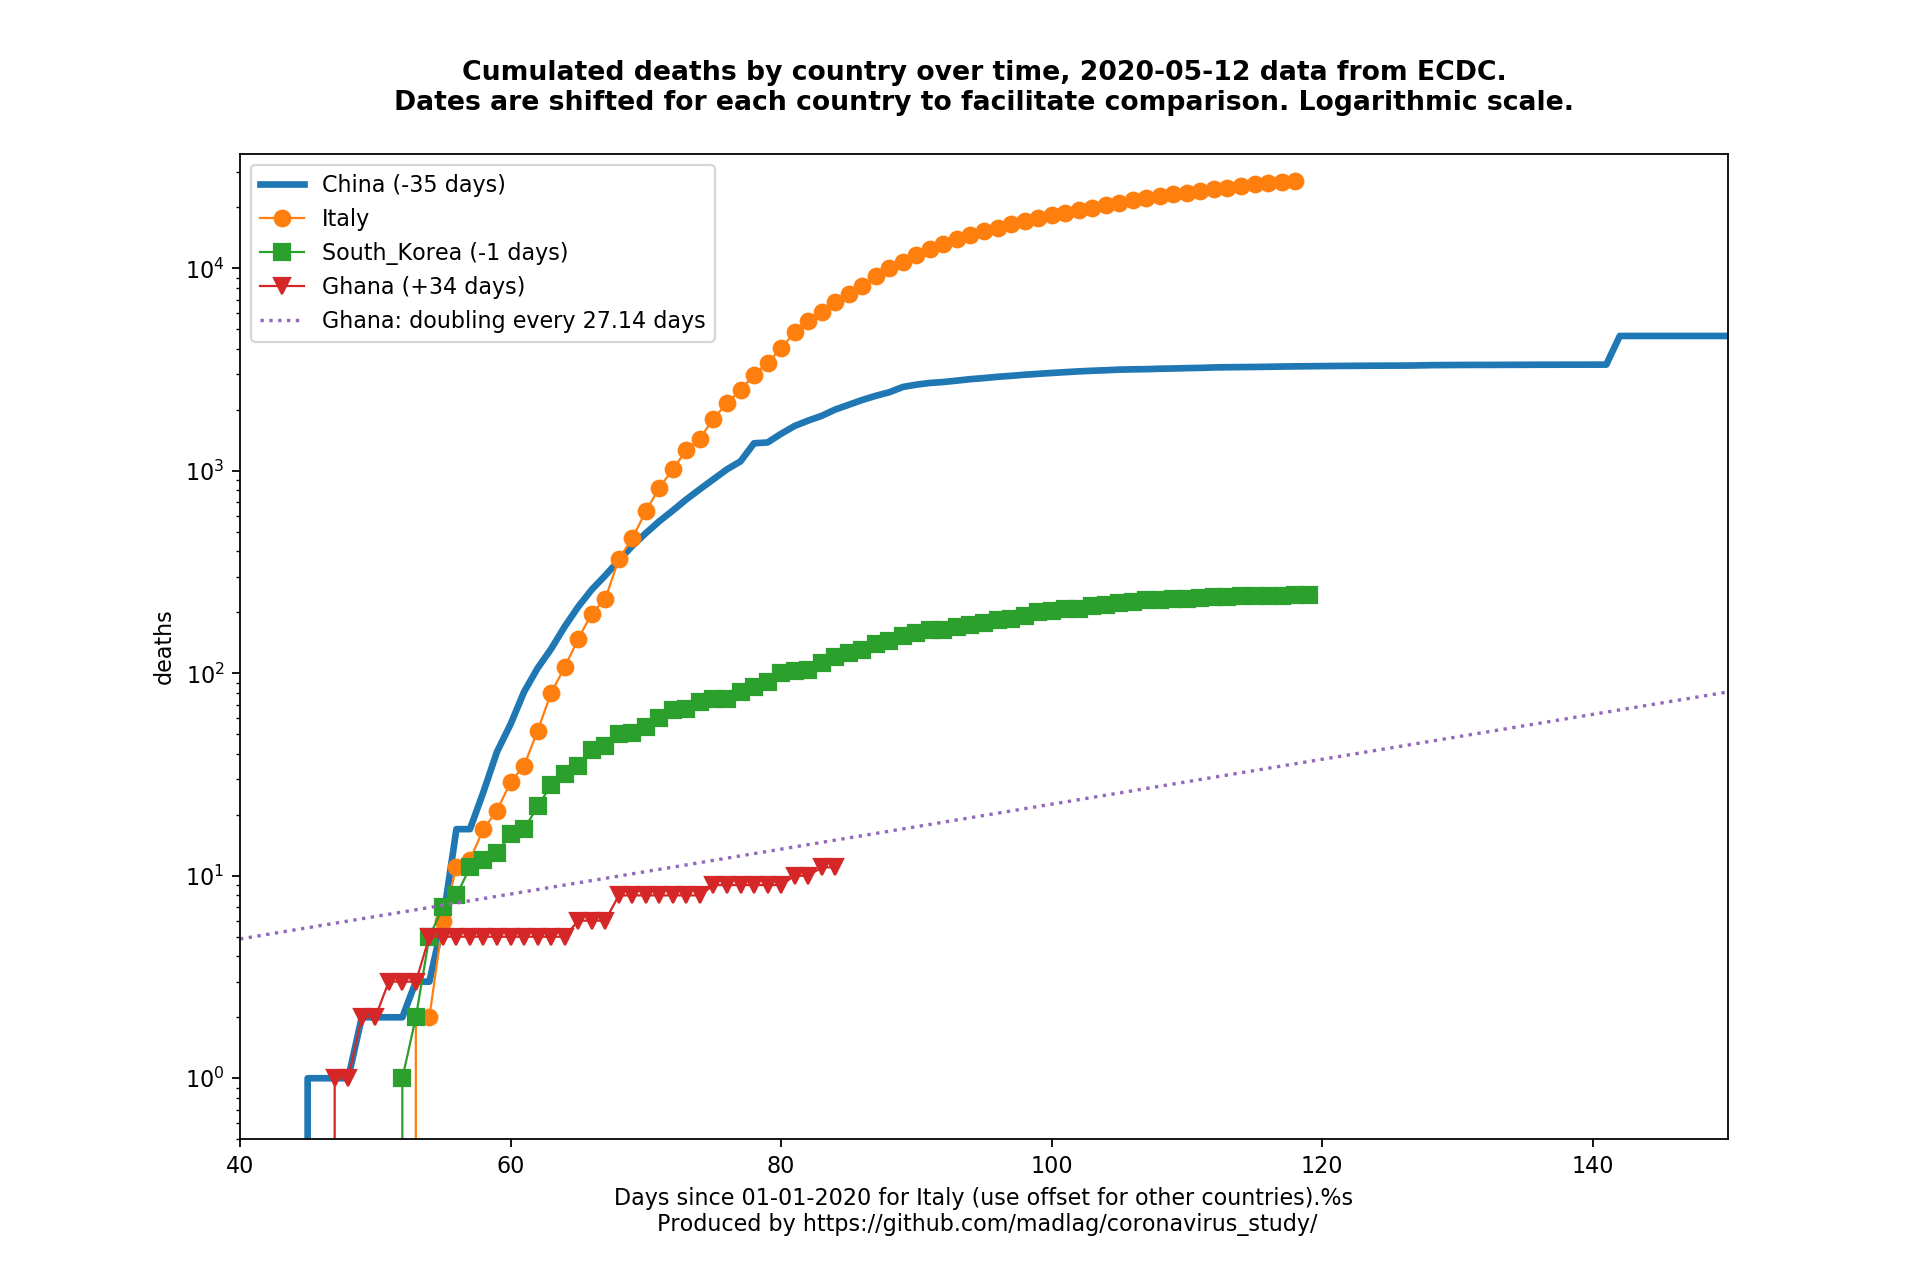 Cumulated deaths by country over time, 2020-05-12 data from ECDC.
Dates are shifted for each country to facilitate comparison. Logarithmic scale.
China (-35 days)
Italy
South_Korea (-1 days)
Ghana (+34 days)
Ghana: doubling every 27.14 days
deaths
10⁴
10³
10²
10¹
10⁰
40 60 80 100 120 140
Days since 01-01-2020 for Italy (use offset for other countries).%s
Produced by https://github.com/madlag/coronavirus_study/